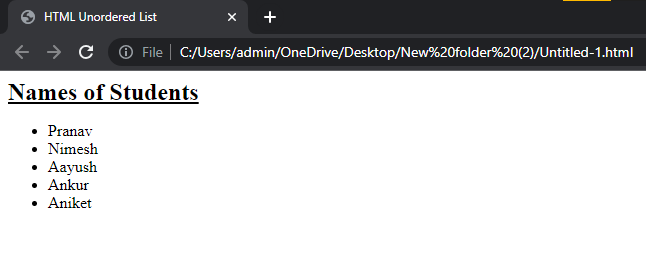 HTML Unordered List
File | C:/Users/admin/OneDrive/Desktop/New%20folder%20(2)/Untitled-1.html
Names of Students
• Pranav
• Nimesh
• Aayush
• Ankur
• Aniket